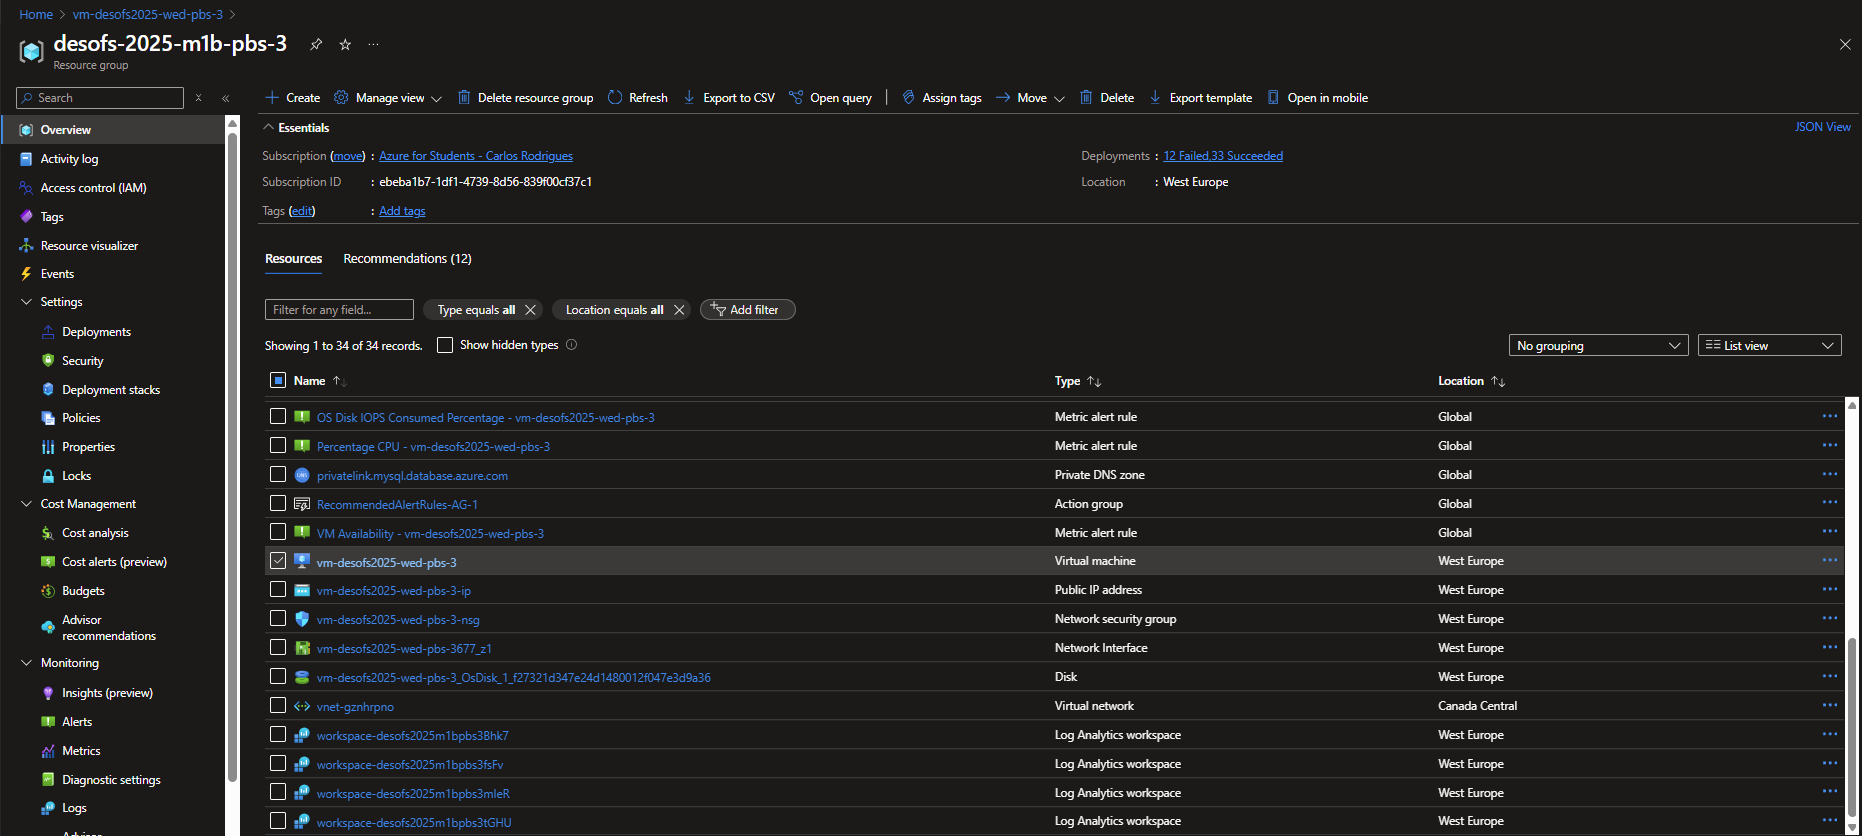 Home > vm-desofs2025-wed-pbs-3 >
desofs-2025-m1b-pbs-3
Resource group
Search
Create Manage view Delete resource group Refresh Export to CSV Open query Assign tags Move Delete Export template Open in mobile
Overview
Activity log
Access control (IAM)
Tags
Resource visualizer
Events
Settings
Deployments
Security
Deployment stacks
Policies
Properties
Locks
Cost Management
Cost analysis
Cost alerts (preview)
Budgets
Advisor
recommendations
Monitoring
Insights (preview)
Alerts
Metrics
Diagnostic settings
Logs
Essentials
JSON View
Subscription (move) : Azure for Students - Carlos Rodrigues
Deployments : 12 Failed,33 Succeeded
Subscription ID : ebeba1b7-1df1-4739-8d56-839f00cf37c1
Location : West Europe
Tags (edit) : Add tags
Resources Recommendations (12)
Filter for any field... Type equals all Location equals all Add filter
Showing 1 to 34 of 34 records. Show hidden types
No grouping List view
Name Type Location
OS Disk IOPS Consumed Percentage - vm-desofs2025-wed-pbs-3 Metric alert rule Global
Percentage CPU - vm-desofs2025-wed-pbs-3 Metric alert rule Global
DNS privatelink.mysql.database.azure.com Private DNS zone Global
RecommendedAlertRules-AG-1 Action group Global
VM Availability - vm-desofs2025-wed-pbs-3 Metric alert rule Global
vm-desofs2025-wed-pbs-3 Virtual machine West Europe
vm-desofs2025-wed-pbs-3-ip Public IP address West Europe
vm-desofs2025-wed-pbs-3-nsg Network security group West Europe
vm-desofs2025-wed-pbs-3677_z1 Network Interface West Europe
vm-desofs2025-wed-pbs-3_OsDisk_1_f27321d347e24d1480012f047e3d9a36 Disk West Europe
vnet-gznhrpno Virtual network Canada Central
workspace-desofs2025m1bpbs3Bhk7 Log Analytics workspace West Europe
workspace-desofs2025m1bpbs3fsFv Log Analytics workspace West Europe
workspace-desofs2025m1bpbs3mIeR Log Analytics workspace West Europe
workspace-desofs2025m1bpbs3tGHU Log Analytics workspace West Europe